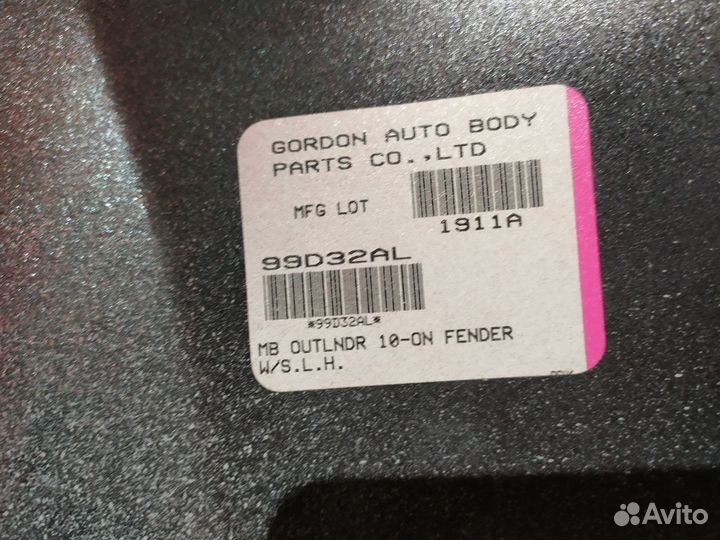 GORDON AUTO BODY
PARTS CO.,LTD
MFG LOT
1911A
99D32AL
*99D32AL*
MB OUTLNDR 10-ON FENDER
W/S.L.H.
Avito